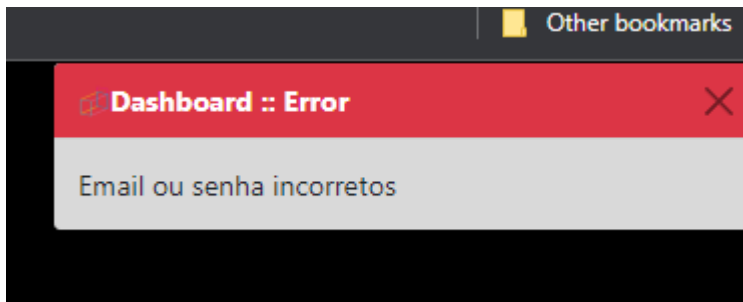 Other bookmarks
Dashboard :: Error
Email ou senha incorretos